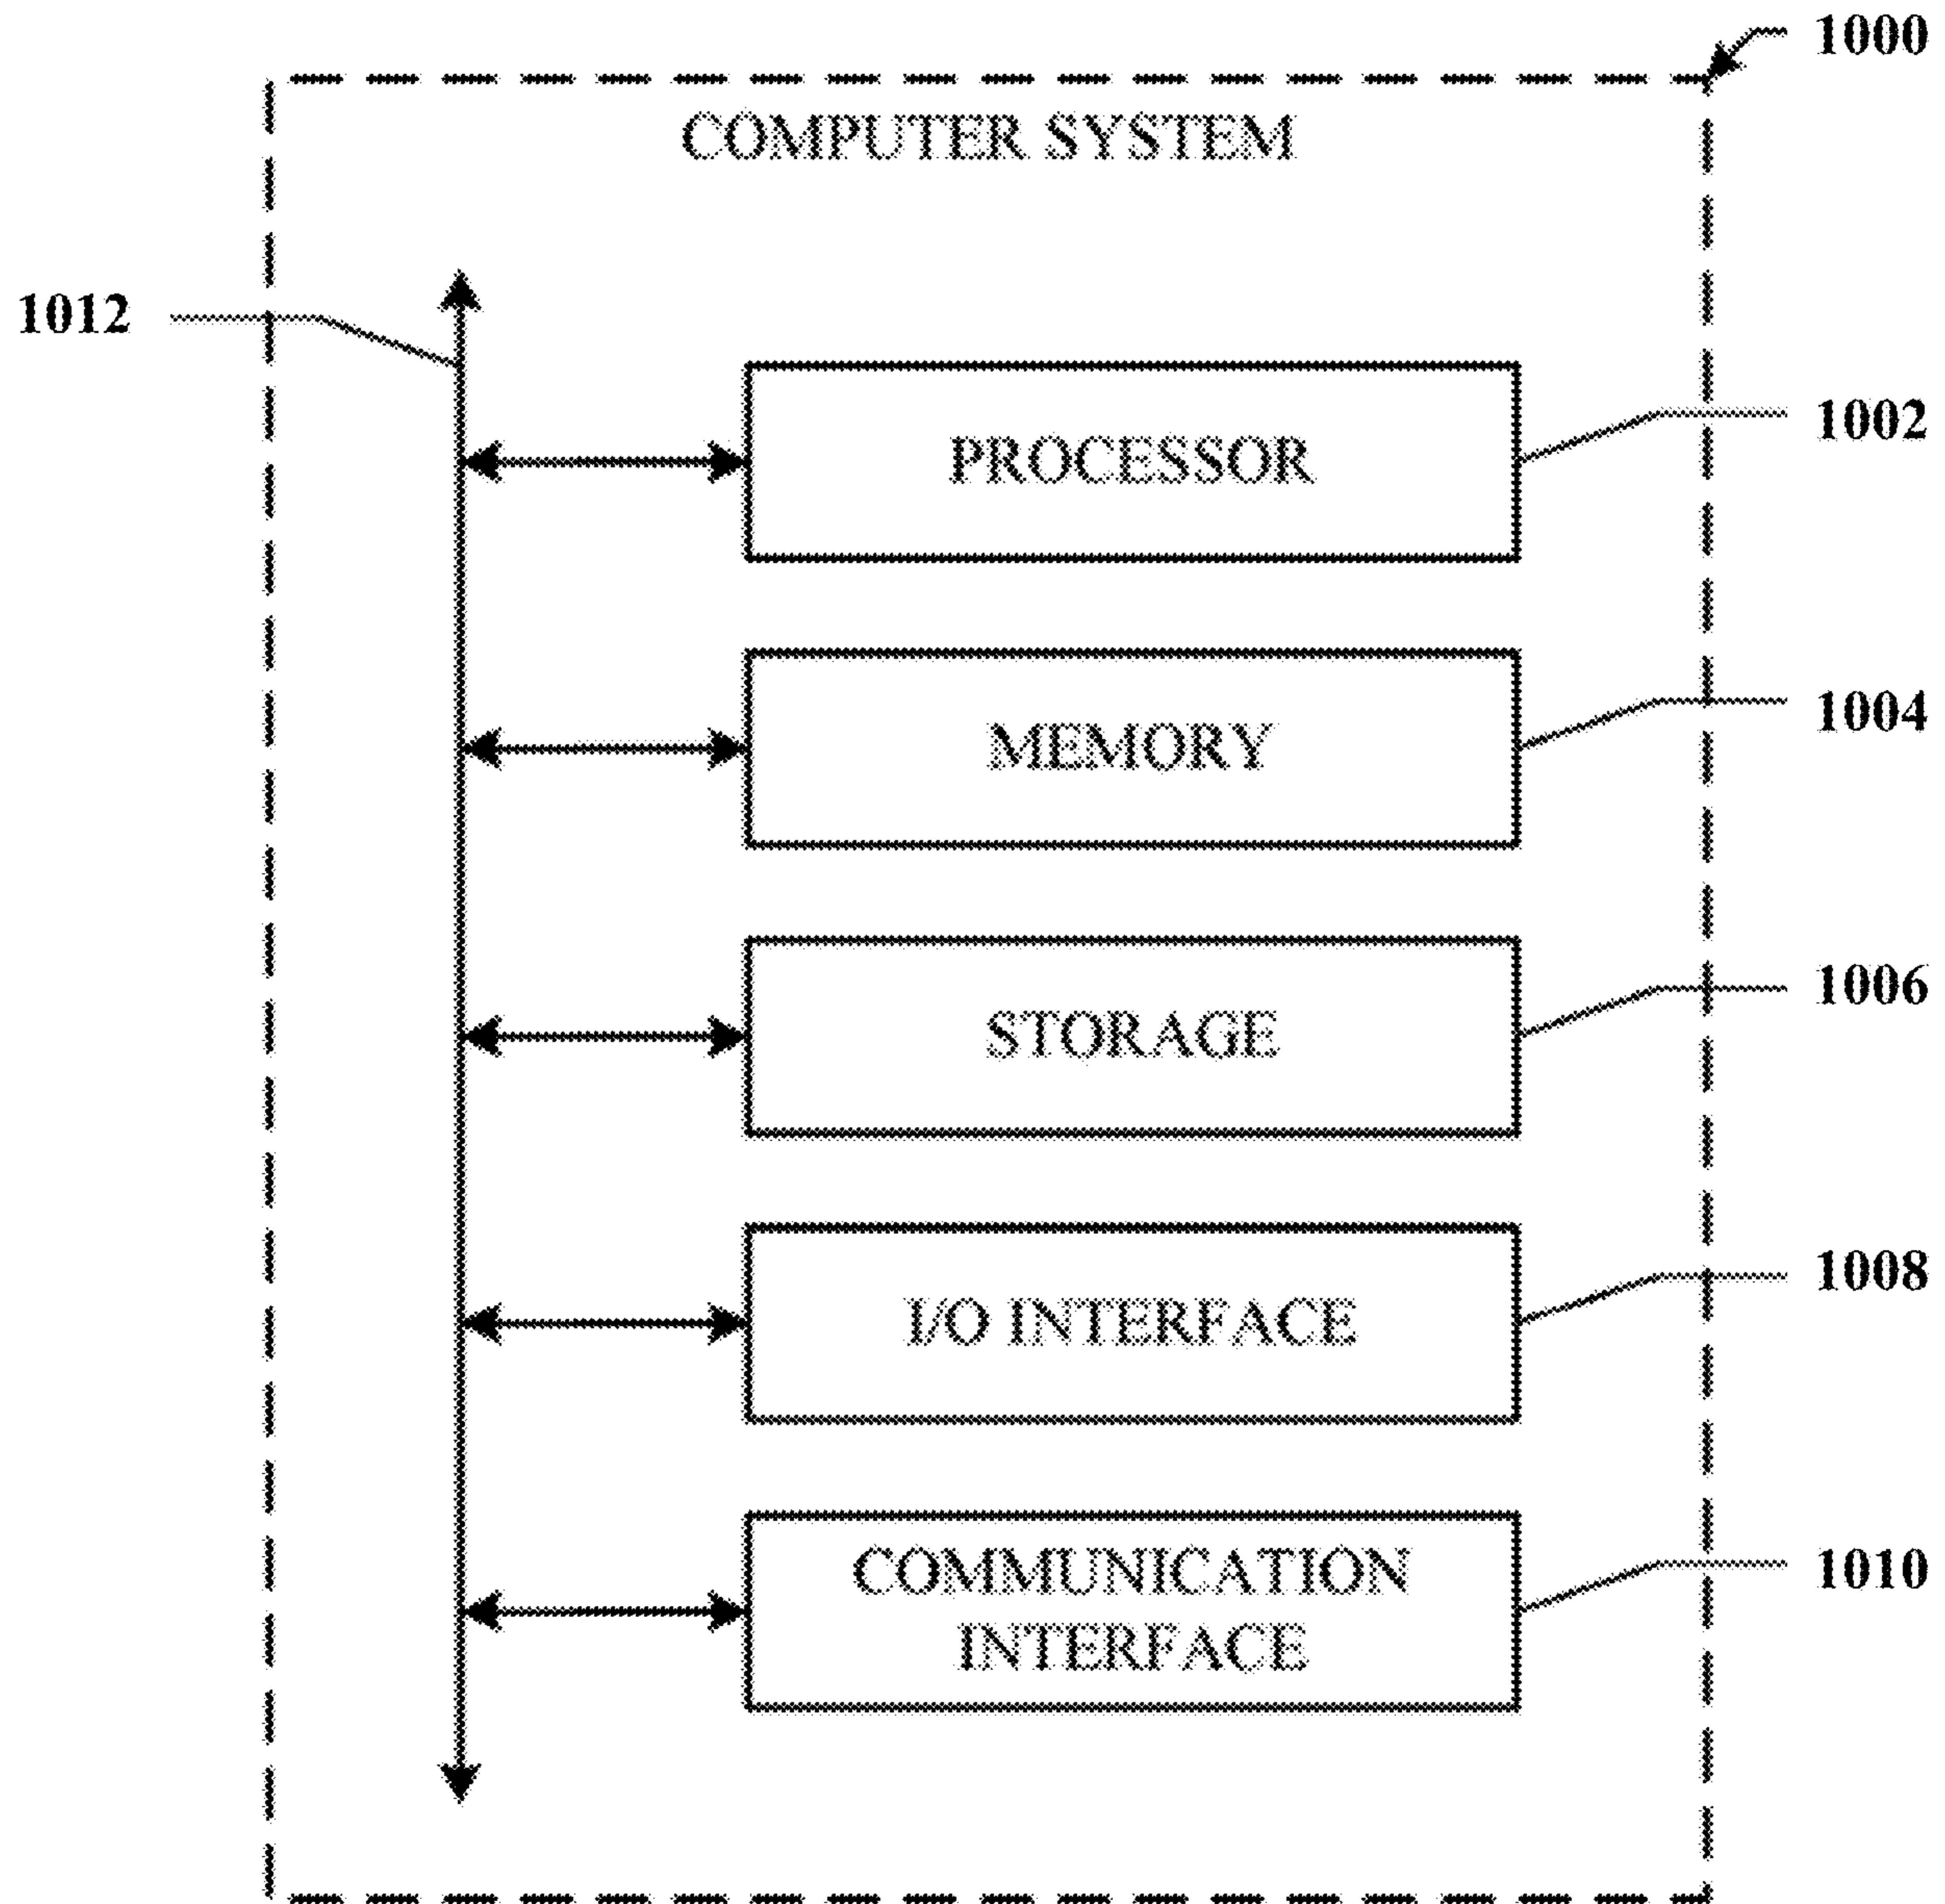 1000
COMPUTER SYSTEM
1012
PROCESSOR
1002
MEMORY
1004
STORAGE
1006
I/O INTERFACE
1008
COMMUNICATION
INTERFACE
1010